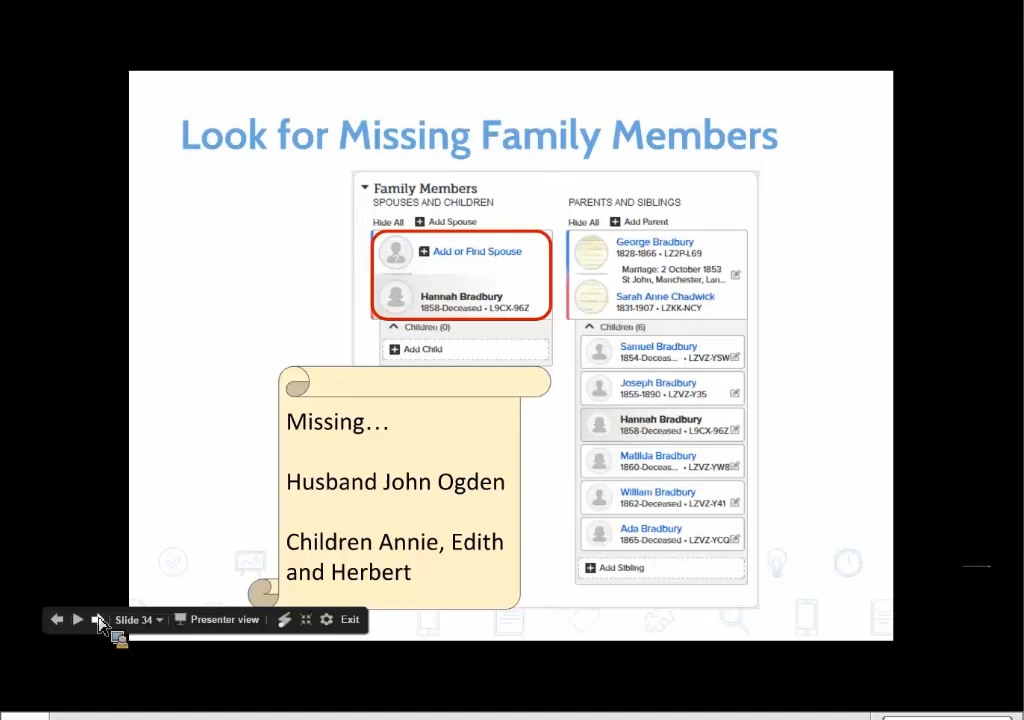 Look for Missing Family Members
Family Members
SPOUSES AND CHILDREN
Hide All Add Spouse
Add or Find Spouse
Hannah Bradbury
1858-Deceased • L9CX-96Z
Children (0)
Add Child
PARENTS AND SIBLINGS
Hide All Add Parent
George Bradbury
1828-1866 • LZ2P-L69
Marriage: 2 October 1853
St John, Manchester, Lan...
Sarah Anne Chadwick
1831-1907 • LZKK-NCY
Children (6)
Samuel Bradbury
1854-Deceas... • LZVZ-YSW
Joseph Bradbury
1855-1890 • LZVZ-Y35
Hannah Bradbury
1858-Deceased • L9CX-96Z
Matilda Bradbury
1860-Deceas... • LZVZ-YW8
William Bradbury
1862-Deceased • LZVZ-Y41
Ada Bradbury
1865-Deceased • LZVZ-YCQ
Add Sibling
Missing...
Husband John Ogden
Children Annie, Edith
and Herbert
Slide 34 Presenter view Exit